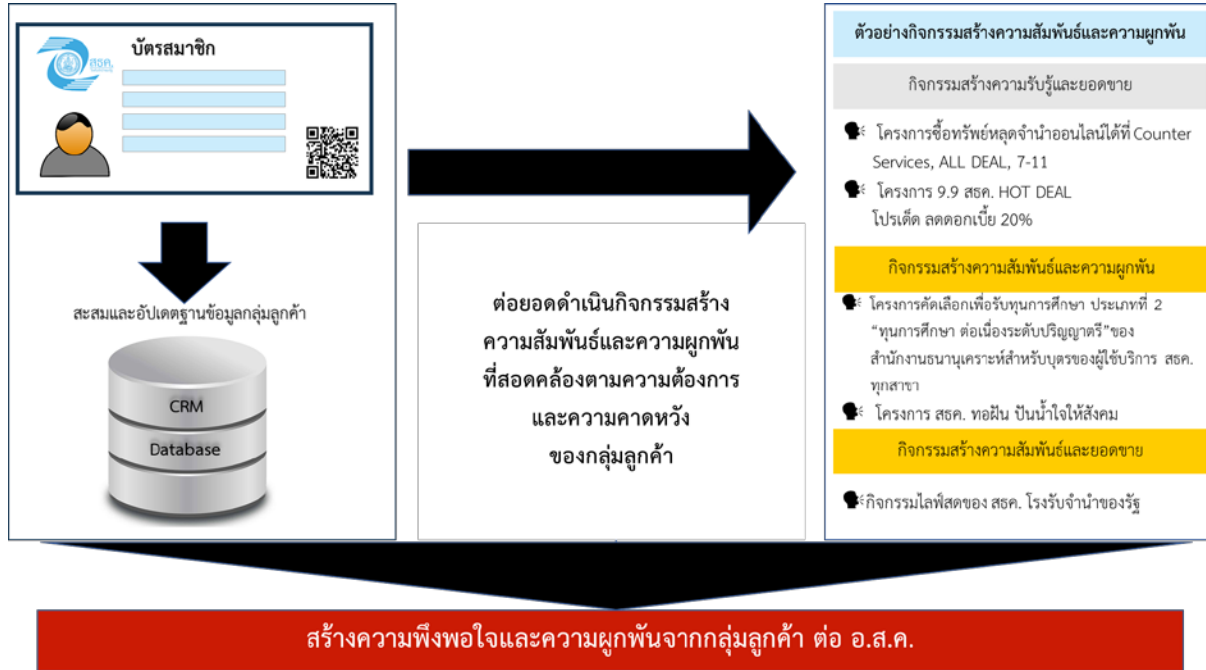 บัตรสมาชิก
สธค.
สะสมและอัปเดตฐานข้อมูลกลุ่มลูกค้า
CRM
Database
ต่อยอดดำเนินกิจกรรมสร้าง
ความสัมพันธ์และความผูกพัน
ที่สอดคล้องตามความต้องการ
และความคาดหวัง
ของกลุ่มลูกค้า
ตัวอย่างกิจกรรมสร้างความสัมพันธ์และความผูกพัน
กิจกรรมสร้างความรับรู้และยอดขาย
โครงการซื้อทรัพย์หลุดจำนำออนไลน์ได้ที่ Counter
Services, ALL DEAL, 7-11
โครงการ 9.9 สธค. HOT DEAL
โปรเด็ด ลดดอกเบี้ย 20%
กิจกรรมสร้างความสัมพันธ์และความผูกพัน
โครงการคัดเลือกเพื่อรับทุนการศึกษา ประเภทที่ 2
“ทุนการศึกษา ต่อเนื่องระดับปริญญาตรี”ของ
สำนักงานธนานุเคราะห์สำหรับบุตรของผู้ใช้บริการ สธค.
ทุกสาขา
โครงการ สธค. ทอฝัน ปันน้ำใจให้สังคม
กิจกรรมสร้างความสัมพันธ์และยอดขาย
กิจกรรมไลฟ์สดของ สธค. โรงรับจำนำของรัฐ
สร้างความพึงพอใจและความผูกพันจากกลุ่มลูกค้า ต่อ อ.ส.ค.